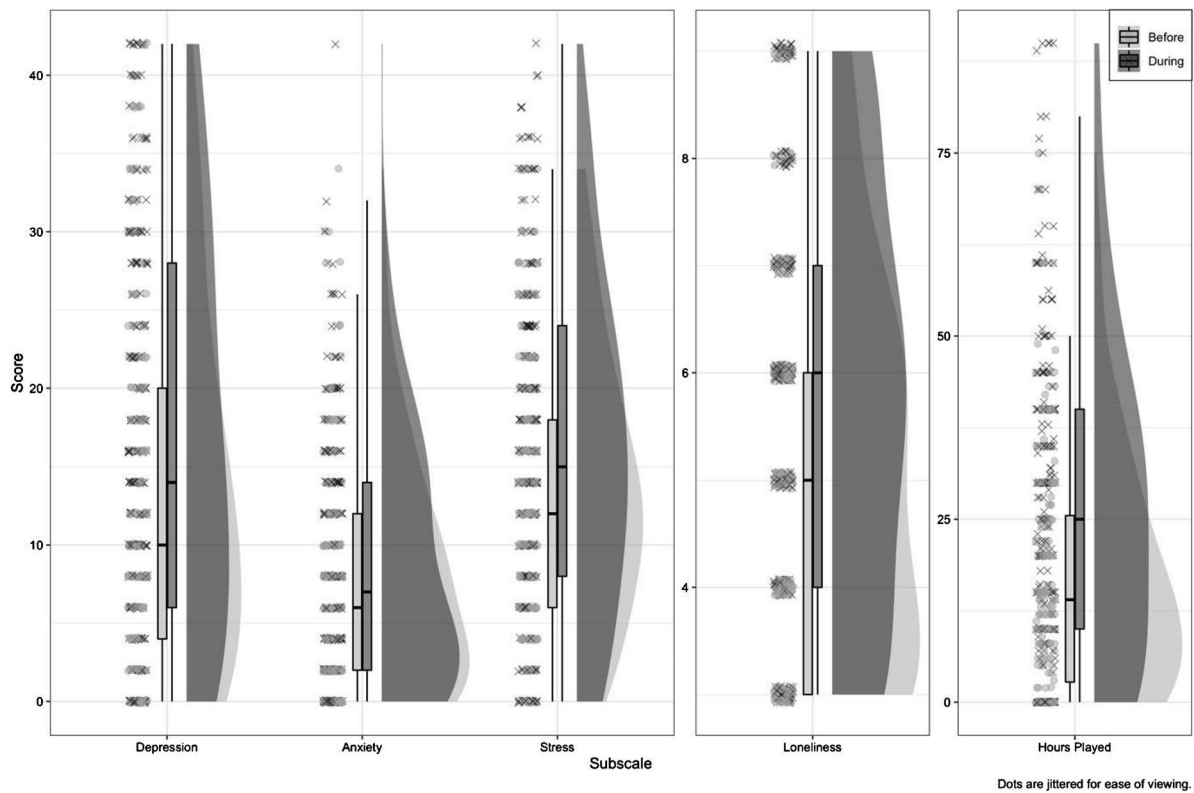 Before
During
40
30
20
10
0
8
6
4
75
50
25
0
Score
Depression
Anxiety
Stress
Loneliness
Hours Played
Subscale
Dots are jittered for ease of viewing.